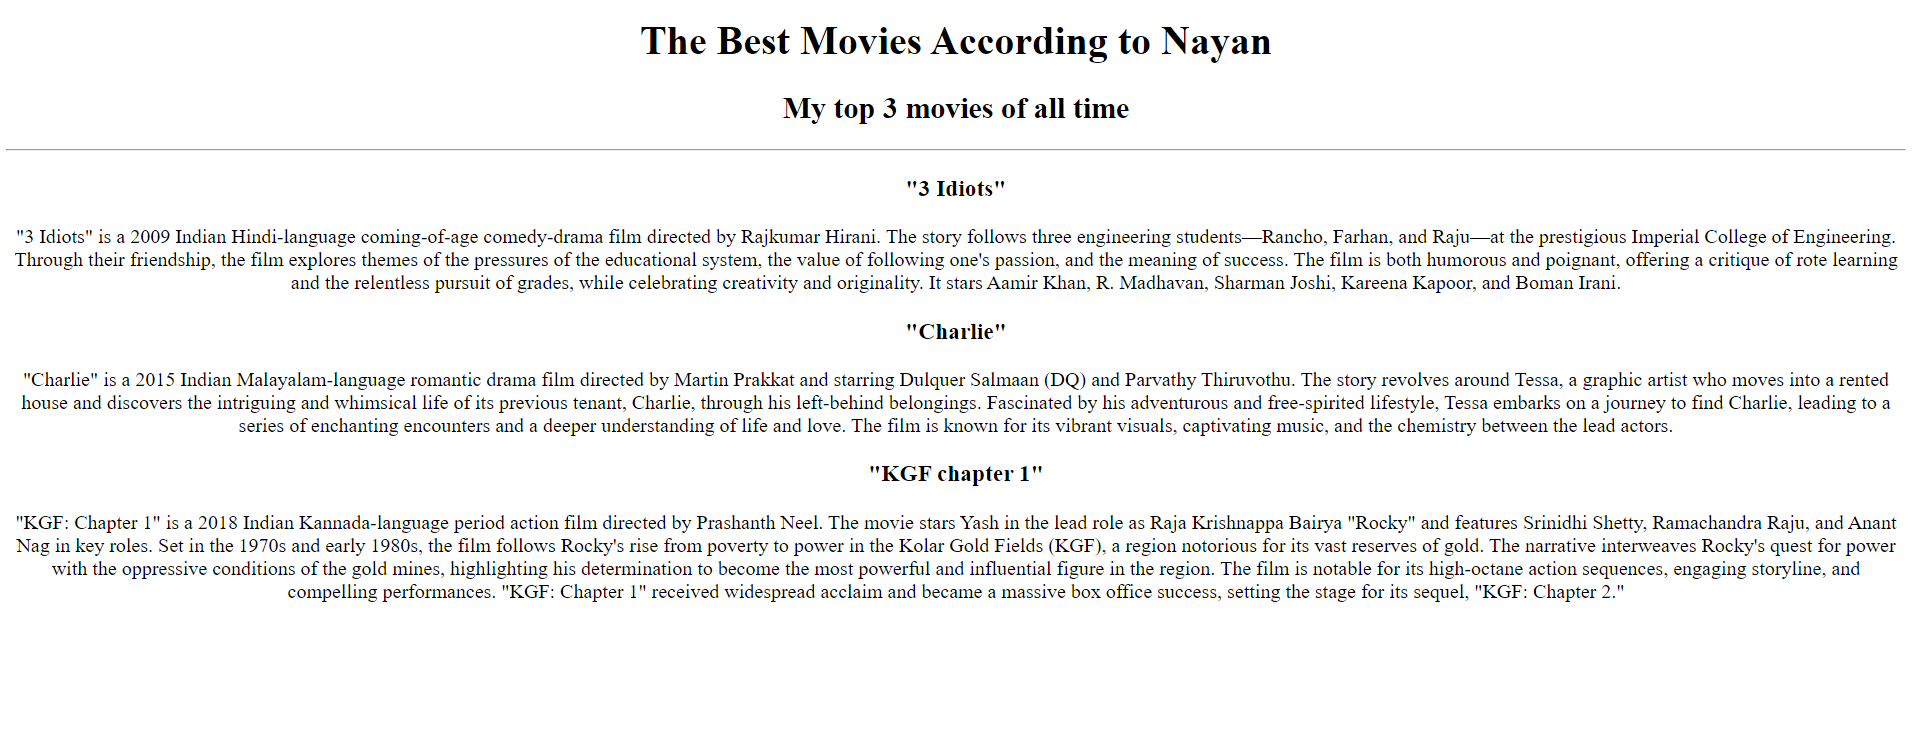 The Best Movies According to Nayan
My top 3 movies of all time
"3 Idiots"
"3 Idiots" is a 2009 Indian Hindi-language coming-of-age comedy-drama film directed by Rajkumar Hirani. The story follows three engineering students—Rancho, Farhan, and Raju—at the prestigious Imperial College of Engineering.
Through their friendship, the film explores themes of the pressures of the educational system, the value of following one's passion, and the meaning of success. The film is both humorous and poignant, offering a critique of rote learning
and the relentless pursuit of grades, while celebrating creativity and originality. It stars Aamir Khan, R. Madhavan, Sharman Joshi, Kareena Kapoor, and Boman Irani.
"Charlie"
"Charlie" is a 2015 Indian Malayalam-language romantic drama film directed by Martin Prakkat and starring Dulquer Salmaan (DQ) and Parvathy Thiruvothu. The story revolves around Tessa, a graphic artist who moves into a rented
house and discovers the intriguing and whimsical life of its previous tenant, Charlie, through his left-behind belongings. Fascinated by his adventurous and free-spirited lifestyle, Tessa embarks on a journey to find Charlie, leading to a
series of enchanting encounters and a deeper understanding of life and love. The film is known for its vibrant visuals, captivating music, and the chemistry between the lead actors.
"KGF chapter 1"
"KGF: Chapter 1" is a 2018 Indian Kannada-language period action film directed by Prashanth Neel. The movie stars Yash in the lead role as Raja Krishnappa Bairya "Rocky" and features Srinidhi Shetty, Ramachandra Raju, and Anant
Nag in key roles. Set in the 1970s and early 1980s, the film follows Rocky's rise from poverty to power in the Kolar Gold Fields (KGF), a region notorious for its vast reserves of gold. The narrative interweaves Rocky's quest for power
with the oppressive conditions of the gold mines, highlighting his determination to become the most powerful and influential figure in the region. The film is notable for its high-octane action sequences, engaging storyline, and
compelling performances. "KGF: Chapter 1" received widespread acclaim and became a massive box office success, setting the stage for its sequel, "KGF: Chapter 2."